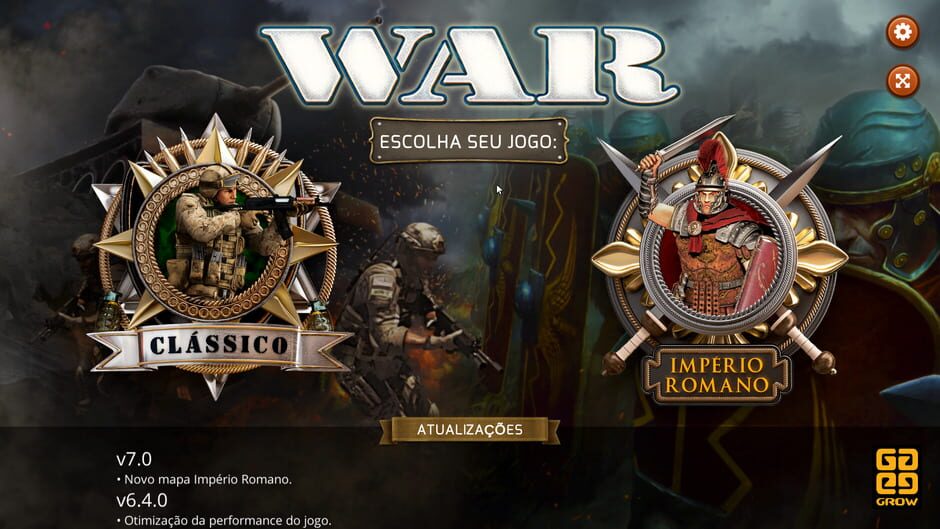 WAR
ESCOLHA SEU JOGO:
CLÁSSICO
IMPÉRIO
ROMANO
ATUALIZAÇÕES
v7.0
• Novo mapa Império Romano.
v6.4.0
• Otimização da performance do jogo.
GROW